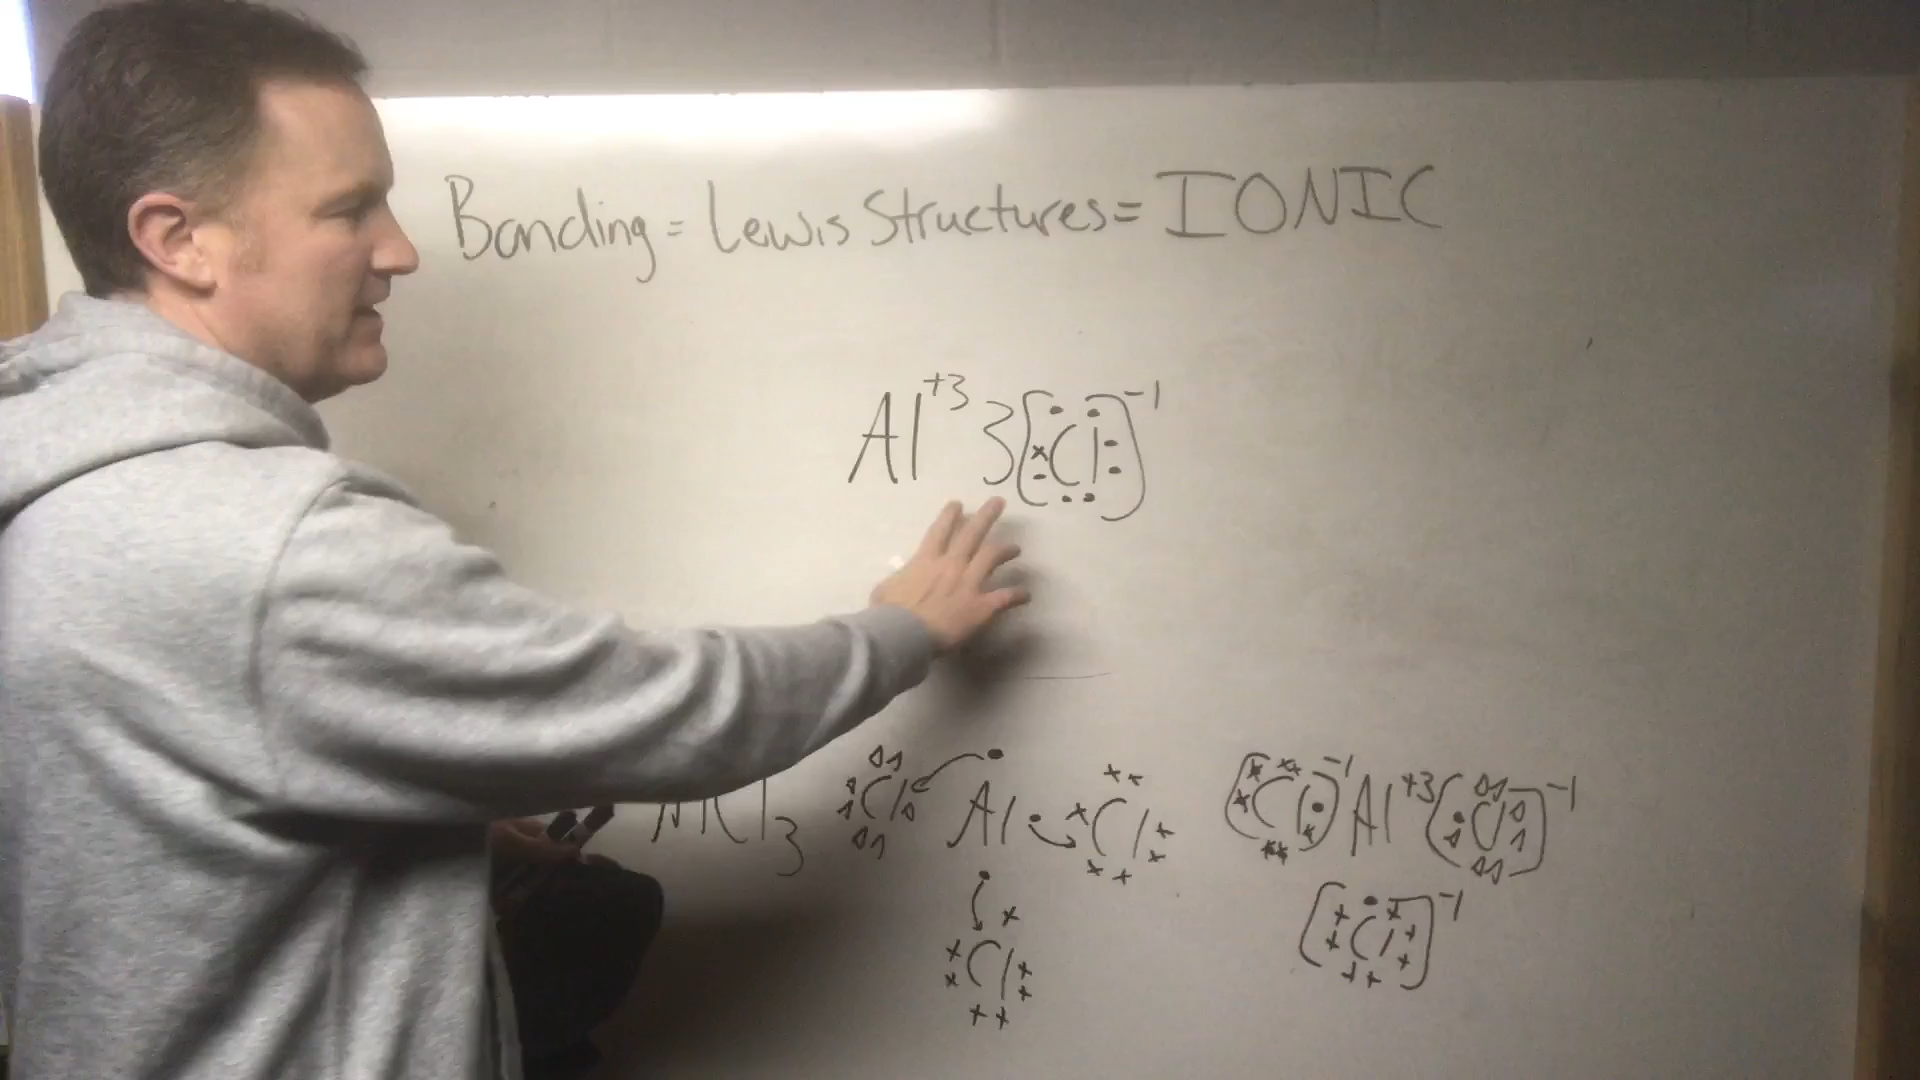 Bonding = Lewis Structures = IONIC
Al+3 3[Cl]-1
AlCl3 Cl Al Cl [Cl]-1 Al+3 [Cl]-1
Cl [Cl]-1